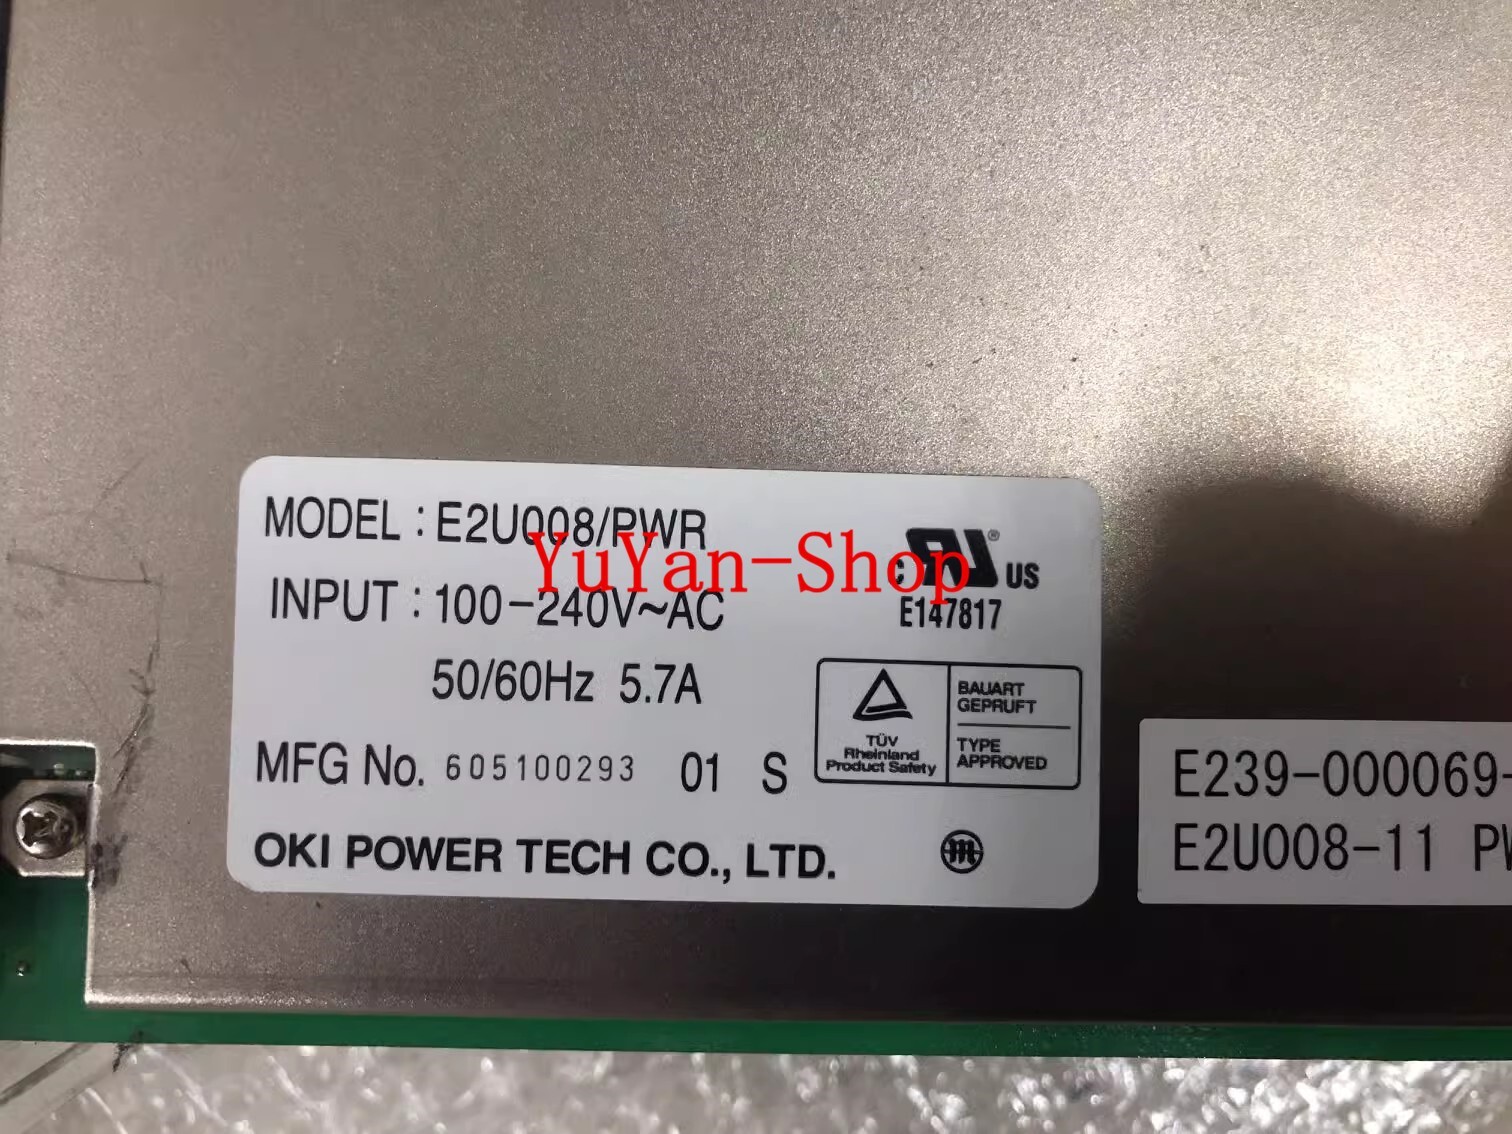 MODEL : E2U008/PWR
INPUT : 100-240V~AC
50/60Hz 5.7A
MFG No. 605100293 01 S
OKI POWER TECH CO., LTD.
YuYan-Shop
c RU ® US
E147817
TÜV
Rheinland
Product Safety
BAUART
GEPRUFT
TYPE
APPROVED
E239-000069-
E2U008-11